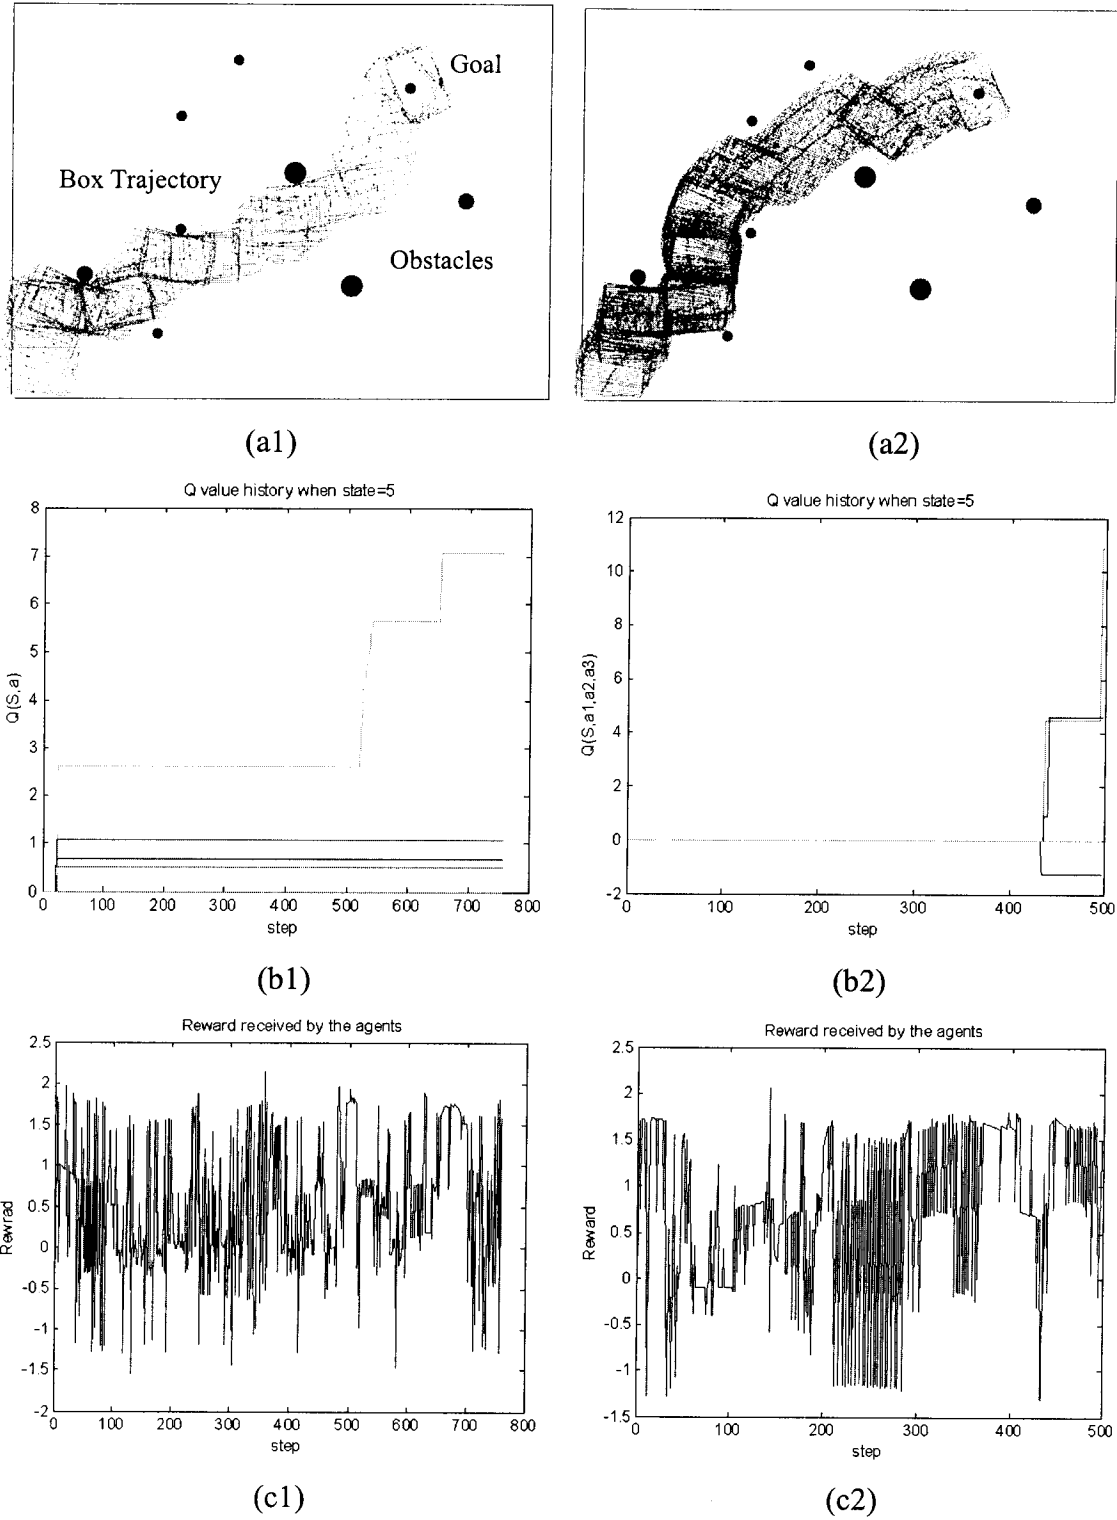 Goal
Box Trajectory
Obstacles
(a1)
(a2)
Q value history when state=5
8
7
6
5
4
3
2
1
0
Q(S,a)
0 100 200 300 400 500 600 700 800
step
(b1)
Q value history when state=5
12
10
8
6
4
2
0
-2
Q(S,a1,a2,a3)
0 100 200 300 400 500
step
(b2)
Reward received by the agents
2.5
2
1.5
1
0.5
0
-0.5
-1
-1.5
-2
Rewrad
0 100 200 300 400 500 600 700 800
step
(c1)
Reward received by the agents
2.5
2
1.5
1
0.5
0
-0.5
-1
-1.5
Reward
0 100 200 300 400 500
step
(c2)